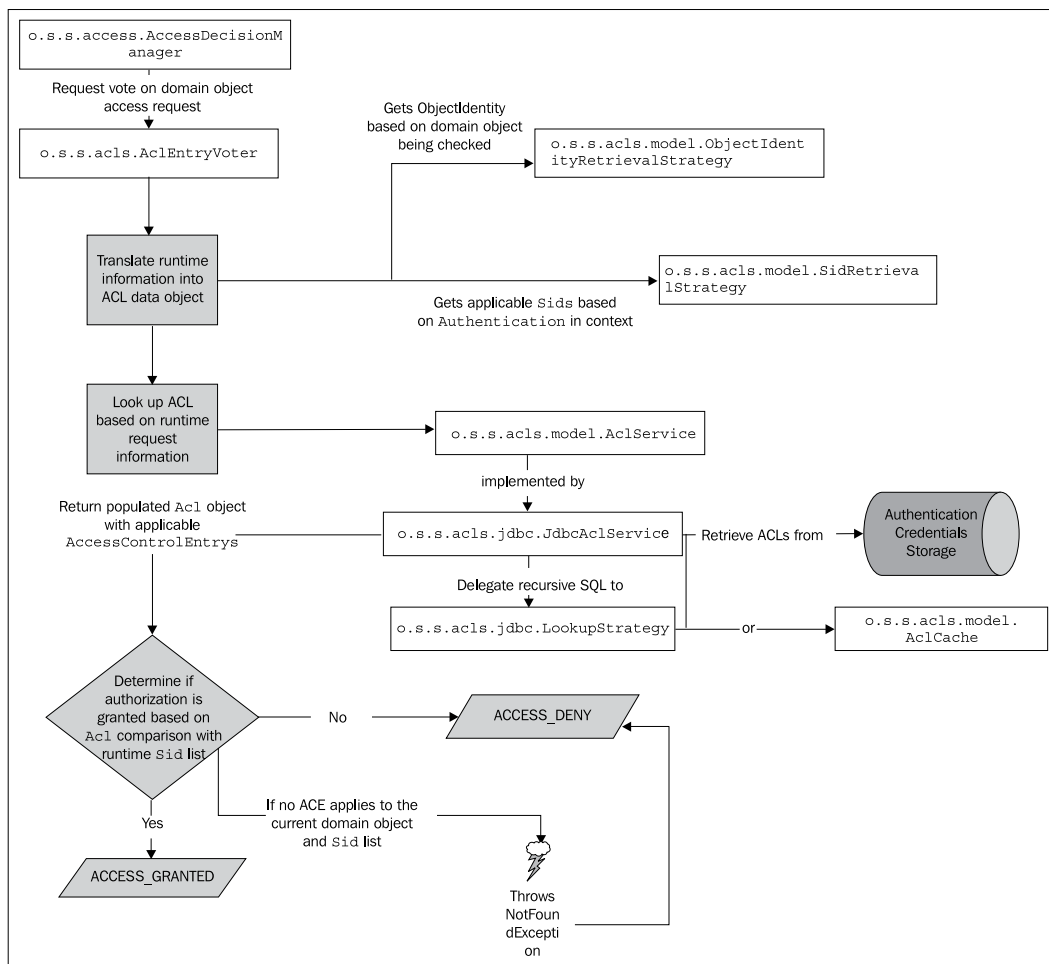 o.s.s.access.AccessDecisionM
anager
Request vote on domain object
access request
o.s.s.acls.AclEntryVoter
Gets ObjectIdentity
based on domain object
being checked
o.s.s.acls.model.ObjectIdent
ityRetrievalStrategy
Translate runtime
information into
ACL data object
o.s.s.acls.model.SidRetrieva
lStrategy
Gets applicable Sids based
on Authentication in context
Look up ACL
based on runtime
request
information
o.s.s.acls.model.AclService
implemented by
Return populated Acl object
with applicable
AccessControlEntrys
o.s.s.acls.jdbc.JdbcAclService
Retrieve ACLs from
Authentication
Credentials
Storage
Delegate recursive SQL to
o.s.s.acls.jdbc.LookupStrategy
or
o.s.s.acls.model.
AclCache
Determine if
authorization is
granted based on
Acl comparison with
runtime Sid list
No
ACCESS_DENY
If no ACE applies to the
current domain object
and Sid list
Yes
ACCESS_GRANTED
Throws
NotFoun
dExcepti
on